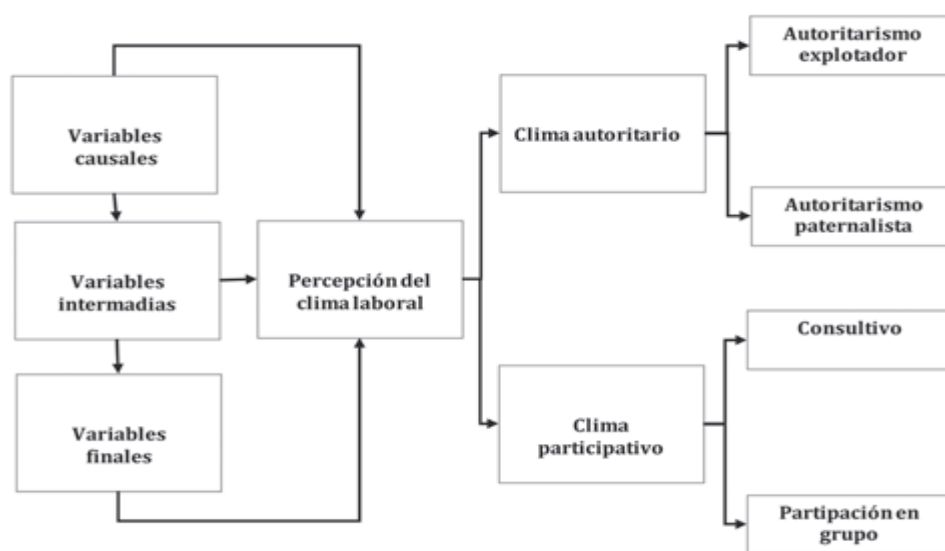 Variables
causales
Variables
intermadias
Variables
finales
Percepción del
clima laboral
Clima autoritario
Clima
participativo
Autoritarismo
explotador
Autoritarismo
paternalista
Consultivo
Partipación en
grupo